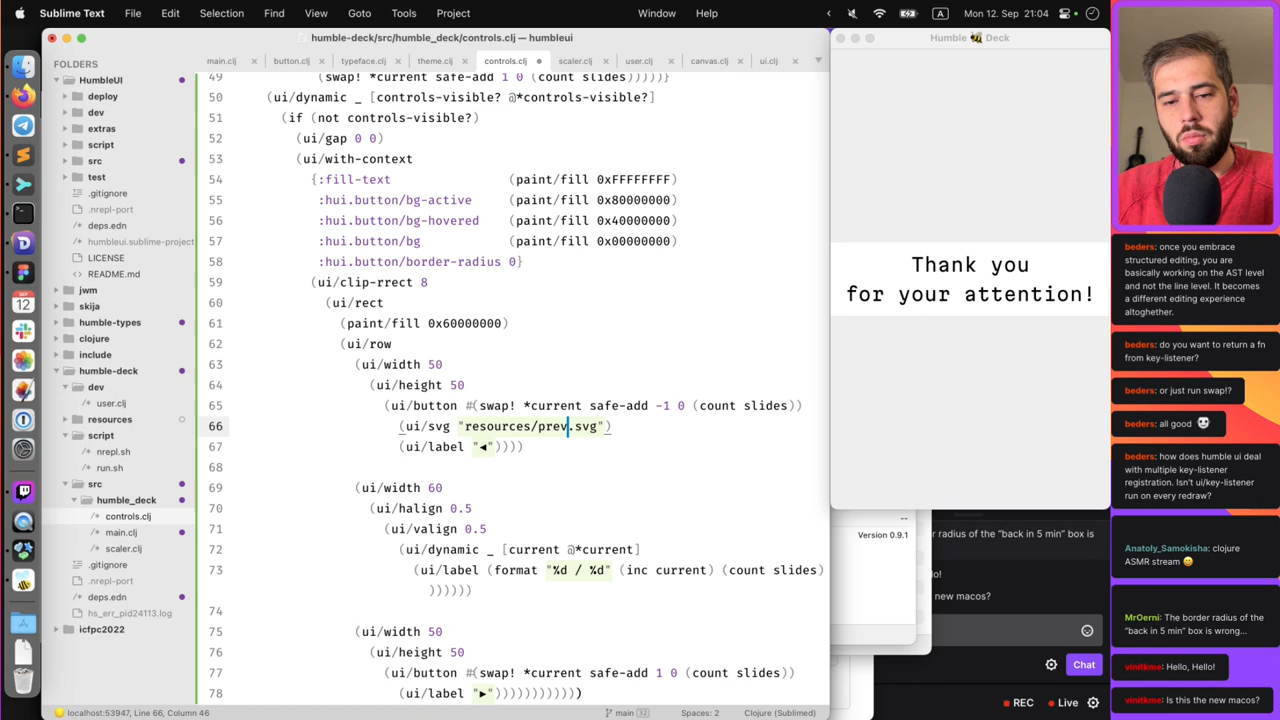 Sublime Text File Edit Selection Find View Goto Tools Project Window Help A Mon 12. Sep 21:04
humble-deck/src/humble_deck/controls.clj — humbleui
main.clj button.clj typeface.clj theme.clj controls.clj scaler.clj user.clj canvas.clj ui.clj
FOLDERS
HumbleUI
deploy
dev
extras
script
src
test
.gitignore
.nrepl-port
deps.edn
humbleui.sublime-project
LICENSE
README.md
jwm
skija
humble-types
clojure
include
humble-deck
dev
user.clj
resources
script
nrepl.sh
run.sh
src
humble_deck
controls.clj
main.clj
scaler.clj
.gitignore
.nrepl-port
deps.edn
hs_err_pid24113.log
icfpc2022
SEP
12
49 (swap! *current safe-add 1 0 (count slides)))))}
50 (ui/dynamic _ [controls-visible? @*controls-visible?]
51 (if (not controls-visible?)
52 (ui/gap 0 0)
53 (ui/with-context
54 {:fill-text (paint/fill 0xFFFFFFFF)
55 :hui.button/bg-active (paint/fill 0x80000000)
56 :hui.button/bg-hovered (paint/fill 0x40000000)
57 :hui.button/bg (paint/fill 0x00000000)
58 :hui.button/border-radius 0}
59 (ui/clip-rrect 8
60 (ui/rect
61 (paint/fill 0x60000000)
62 (ui/row
63 (ui/width 50
64 (ui/height 50
65 (ui/button #(swap! *current safe-add -1 0 (count slides))
66 (ui/svg "resources/prev.svg")
67 (ui/label "◀"))))
68
69 (ui/width 60
70 (ui/halign 0.5
71 (ui/valign 0.5
72 (ui/dynamic _ [current @*current]
73 (ui/label (format "%d / %d" (inc current) (count slides)
))))))
74
75 (ui/width 50
76 (ui/height 50
77 (ui/button #(swap! *current safe-add 1 0 (count slides))
78 (ui/label "▶")))))))))))
localhost:53947, Line 66, Column 46 main 32 Spaces: 2 Clojure (Sublimed)
Humble 🐝 Deck
Thank you
for your attention!
--
Version 0.9.1
r radius of the "back in 5 min" box is
lo!
new macos?
Chat
REC Live
beders: once you embrace
structured editing, you are
basically working on the AST level
and not the line level. It becomes
a different editing experience
altoghether.
beders: do you want to return a fn
from key-listener?
beders: or just run swap!?
beders: all good
beders: how does humble ui deal
with multiple key-listener
registration. Isn't ui/key-listener
run on every redraw?
Anatoly_Samokisha: clojure
ASMR stream 😄
MrOerni: The border radius of the
"back in 5 min" box is wrong...
vinitkme: Hello, Hello!
vinitkme: Is this the new macos?